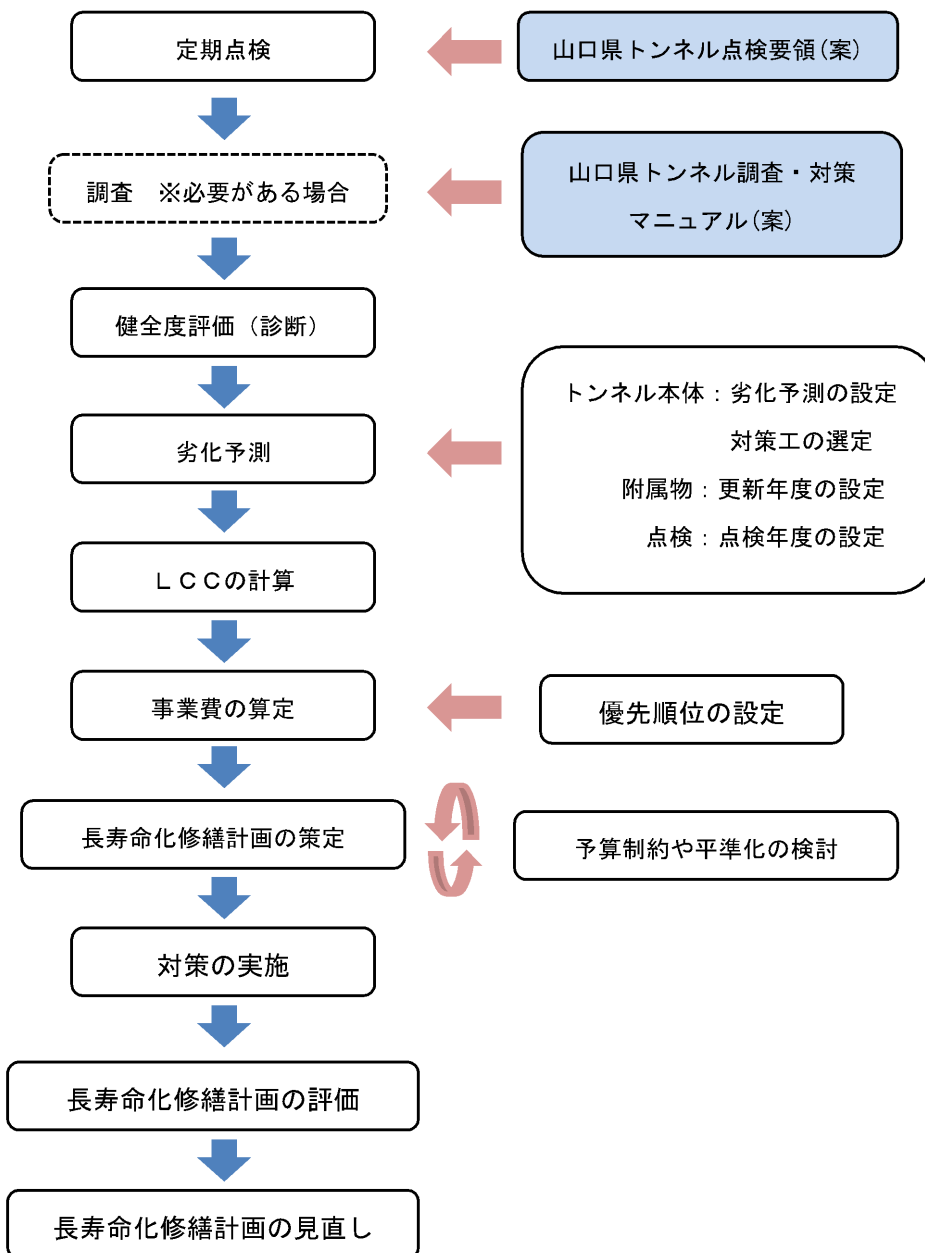 定期点検
山口県トンネル点検要領(案)
調査　※必要がある場合
山口県トンネル調査・対策
マニュアル(案)
健全度評価（診断）
劣化予測
トンネル本体：劣化予測の設定
対策工の選定
附属物：更新年度の設定
点検：点検年度の設定
ＬＣＣの計算
事業費の算定
優先順位の設定
長寿命化修繕計画の策定
予算制約や平準化の検討
対策の実施
長寿命化修繕計画の評価
長寿命化修繕計画の見直し